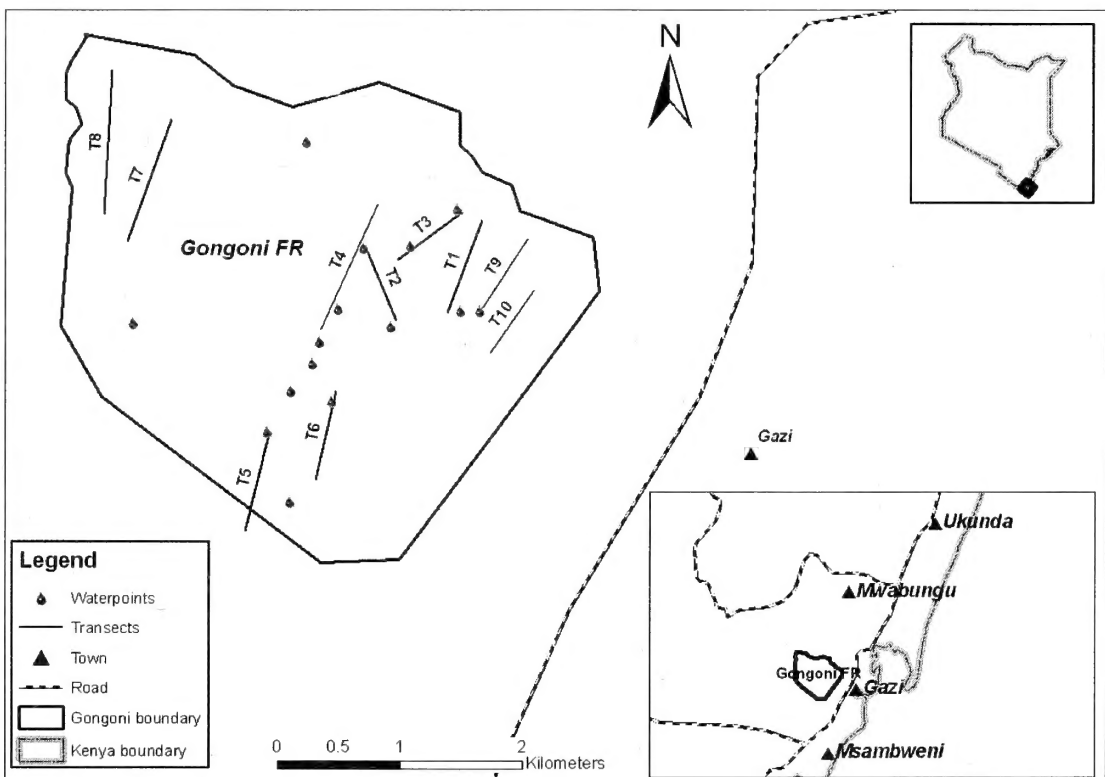 N
T8
T7
Gongoni FR
T4
T3
T2
T1
T9
T10
T6
T5
Gazi
Legend
Waterpoints
Transects
Town
Road
Gongoni boundary
Kenya boundary
0 0.5 1 2
Kilometers
Ukunda
Mwabungu
Gongoni FR
Gazi
Msambweni